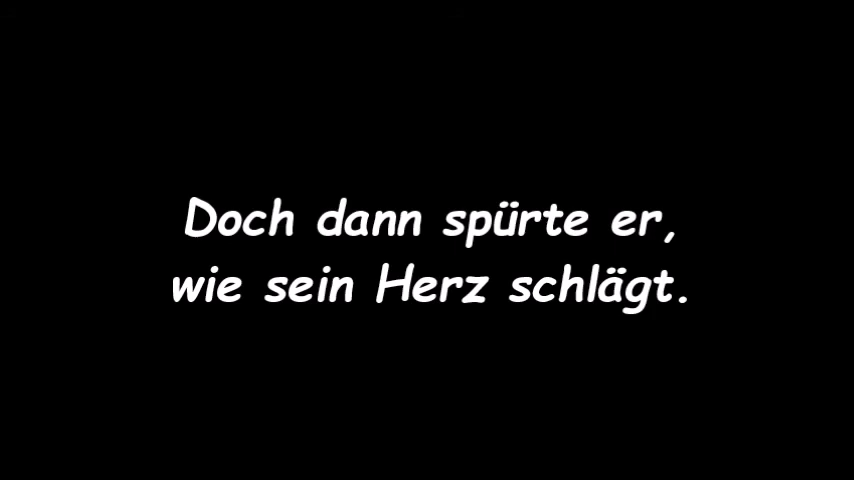 Doch dann spürte er,
wie sein Herz schlägt.